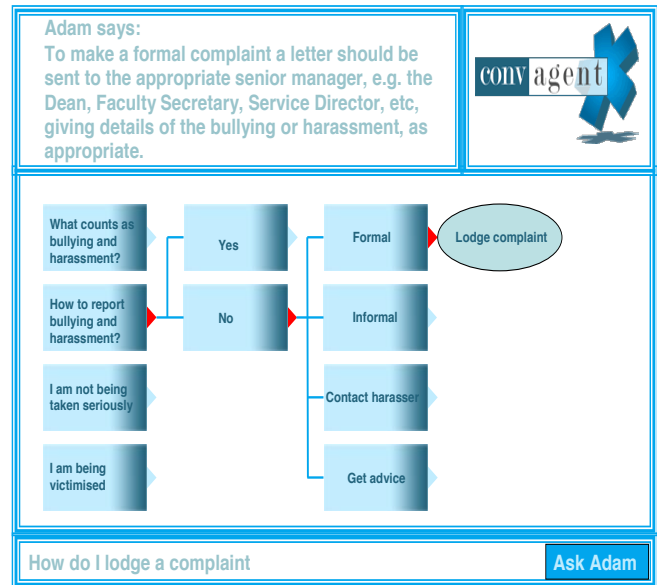 Adam says:
To make a formal complaint a letter should be
sent to the appropriate senior manager, e.g. the
Dean, Faculty Secretary, Service Director, etc,
giving details of the bullying or harassment, as
appropriate.
conv agent
What counts as
bullying and
harassment?
Yes
Formal
Lodge complaint
How to report
bullying and
harassment?
No
Informal
I am not being
taken seriously
Contact harasser
I am being
victimised
Get advice
How do I lodge a complaint
Ask Adam